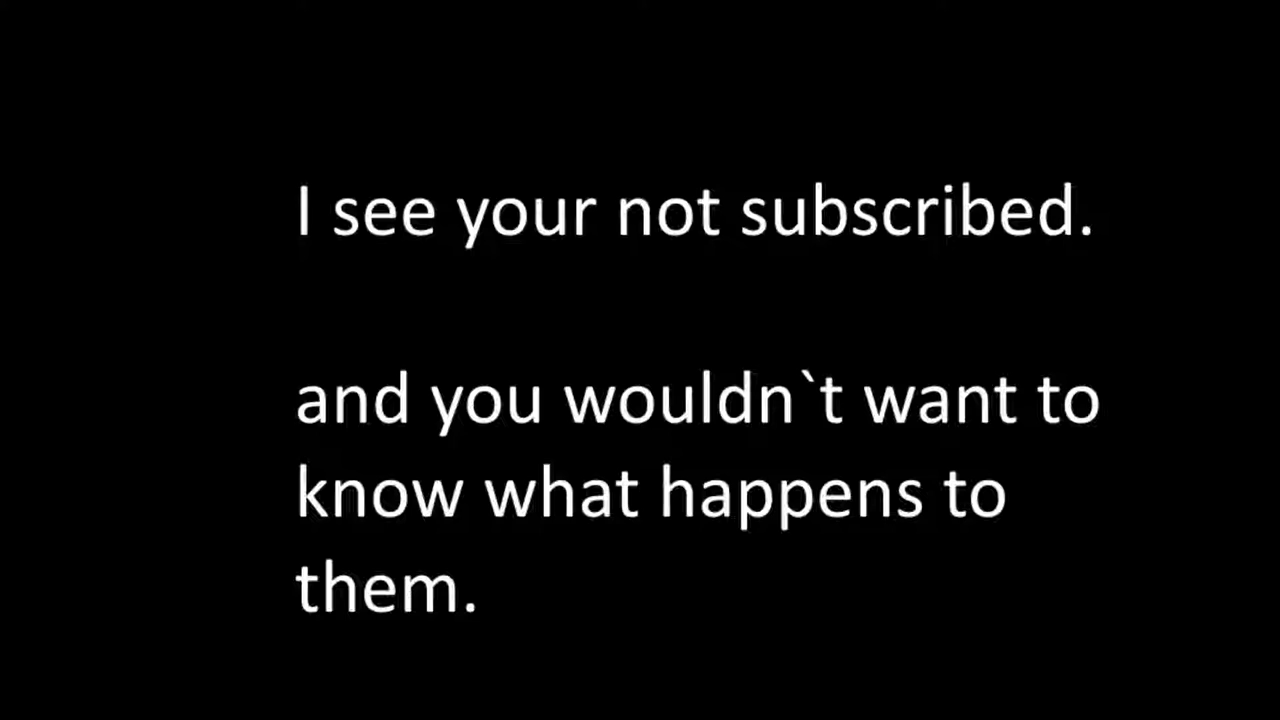 I see your not subscribed.
and you wouldn`t want to
know what happens to
them.